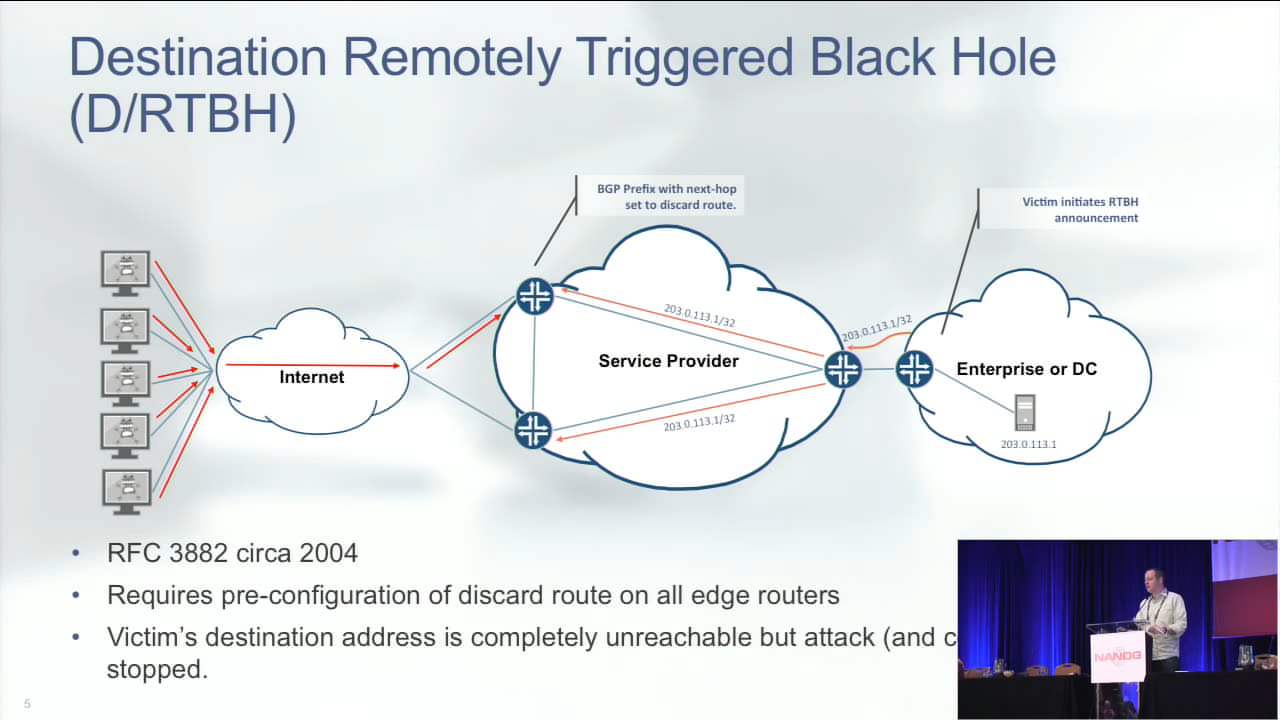 Destination Remotely Triggered Black Hole
(D/RTBH)
BGP Prefix with next-hop
set to discard route.
Victim initiates RTBH
announcement
203.0.113.1/32
203.0.113.1/32
Service Provider
Internet
Enterprise or DC
203.0.113.1/32
203.0.113.1
• RFC 3882 circa 2004
• Requires pre-configuration of discard route on all edge routers
• Victim's destination address is completely unreachable but attack (and c
stopped.
NANOG
5